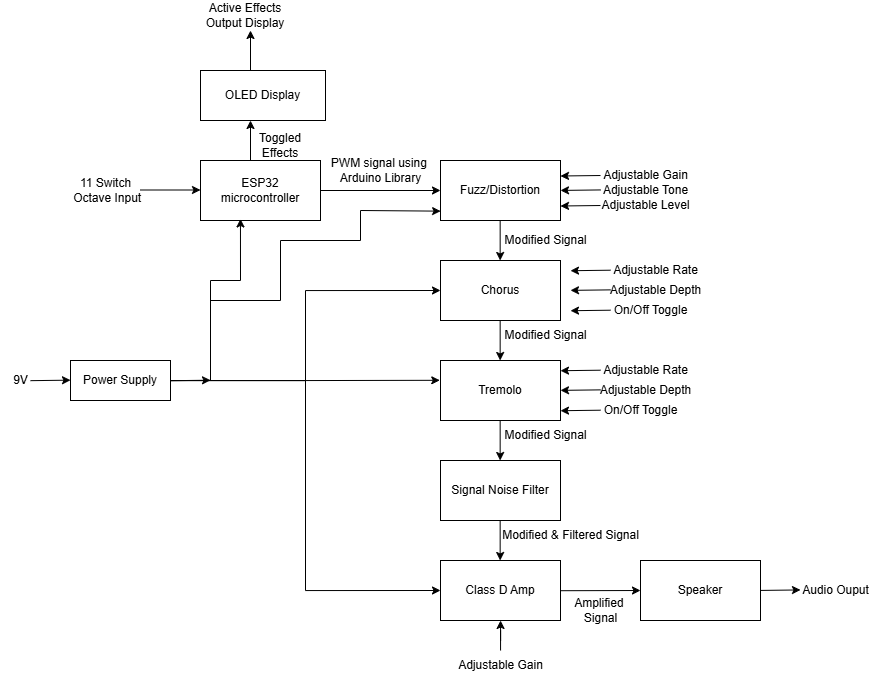 Active Effects
Output Display
OLED Display
Toggled
Effects
11 Switch
Octave Input
ESP32
microcontroller
PWM signal using
Arduino Library
Fuzz/Distortion
Adjustable Gain
Adjustable Tone
Adjustable Level
Modified Signal
Chorus
Adjustable Rate
Adjustable Depth
On/Off Toggle
Modified Signal
9V
Power Supply
Tremolo
Adjustable Rate
Adjustable Depth
On/Off Toggle
Modified Signal
Signal Noise Filter
Modified & Filtered Signal
Class D Amp
Amplified
Signal
Speaker
Audio Ouput
Adjustable Gain